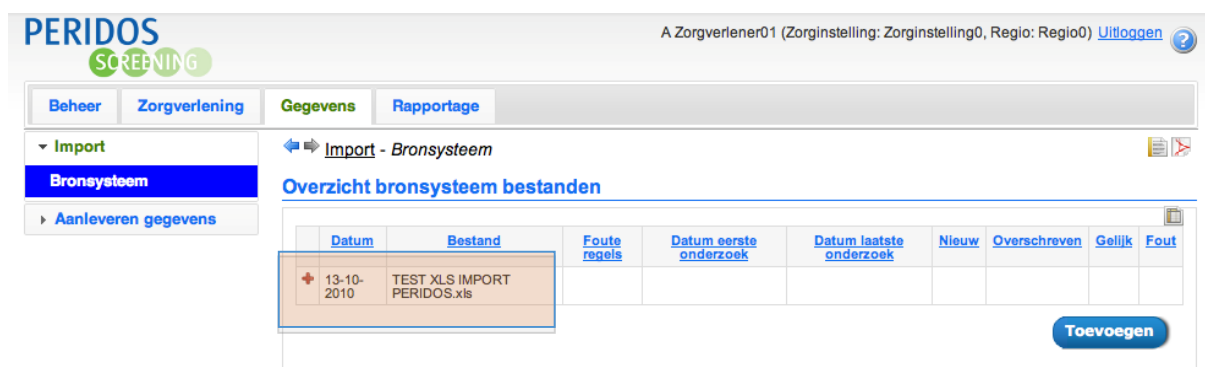 PERIDOS
SCREENING
A Zorgverlener01 (Zorginstelling: Zorginstelling0, Regio: Regio0) Uitloggen ?
Beheer Zorgverlening Gegevens Rapportage
Import
Bronsysteem
Aanleveren gegevens
Import - Bronsysteem
Overzicht bronsysteem bestanden
Datum Bestand Foute Datum eerste Datum laatste Nieuw Overschreven Gelijk Fout
regels onderzoek onderzoek
13-10- TEST XLS IMPORT
2010 PERIDOS.xls
Toevoegen